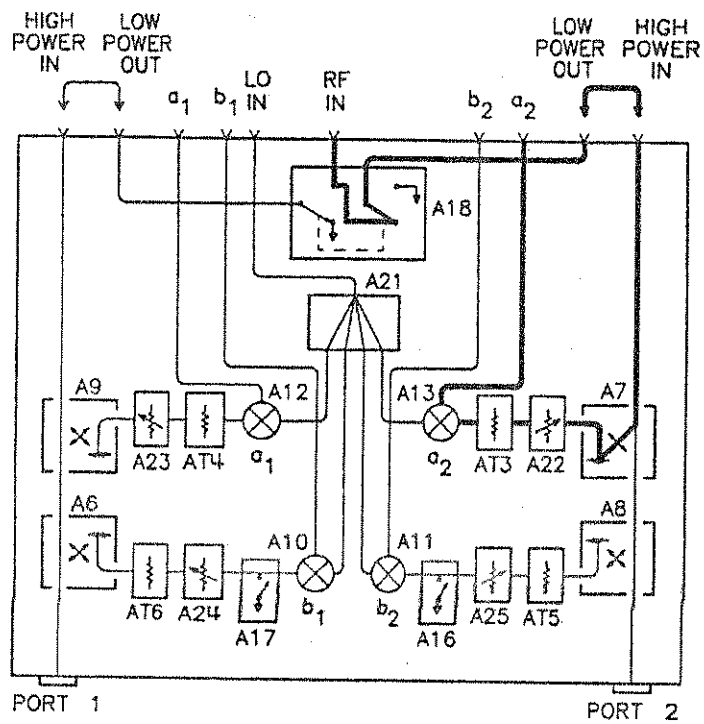 HIGH POWER IN
LOW POWER OUT
a1
b1
LO IN
RF IN
b2
a2
LOW POWER OUT
HIGH POWER IN
A18
A21
A9
A12
A13
A7
A23
AT4
a1
a2
AT3
A22
A6
A10
A11
A8
AT6
A24
A17
b1
b2
A16
A25
AT5
PORT 1
PORT 2